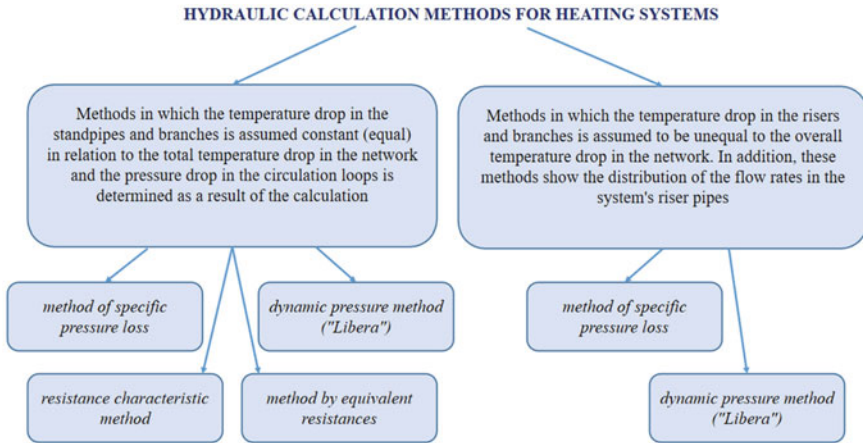 HYDRAULIC CALCULATION METHODS FOR HEATING SYSTEMS
Methods in which the temperature drop in the
standpipes and branches is assumed constant (equal)
in relation to the total temperature drop in the network
and the pressure drop in the circulation loops is
determined as a result of the calculation
Methods in which the temperature drop in the risers
and branches is assumed to be unequal to the overall
temperature drop in the network. In addition, these
methods show the distribution of the flow rates in the
system's riser pipes
method of specific
pressure loss
dynamic pressure method
("Libera")
method of specific
pressure loss
resistance characteristic
method
method by equivalent
resistances
dynamic pressure method
("Libera")